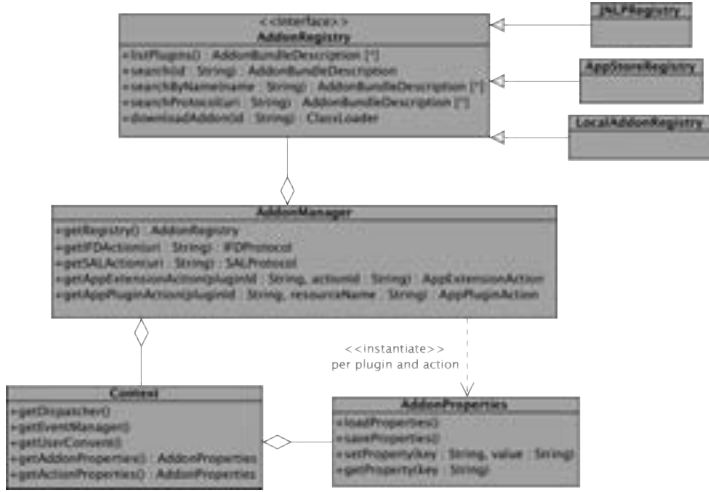 <<Interface>>
AddonRegistry
+listPlugins() : AddonBundleDescription [*]
+search(id : String) : AddonBundleDescription
+searchByName(name : String) : AddonBundleDescription [*]
+searchProtocol(uri : String) : AddonBundleDescription [*]
+downloadAddon(id : String) : ClassLoader
JNLPRegistry
AppStoreRegistry
LocalAddonRegistry
AddonManager
+getRegistry() : AddonRegistry
+getIFDAction(uri : String) : IFDProtocol
+getSALAction(uri : String) : SALProtocol
+getAppExtensionAction(pluginId : String, actionId : String) : AppExtensionAction
+getAppPluginAction(pluginId : String, resourceName : String) : AppPluginAction
<<instantiate>>
per plugin and action
Context
+getDispatcher()
+getEventManager()
+getUserConsent()
+getAddonProperties() : AddonProperties
+getActionProperties() : AddonProperties
AddonProperties
+loadProperties()
+saveProperties()
+setProperty(key : String, value : String)
+getProperty(key : String)